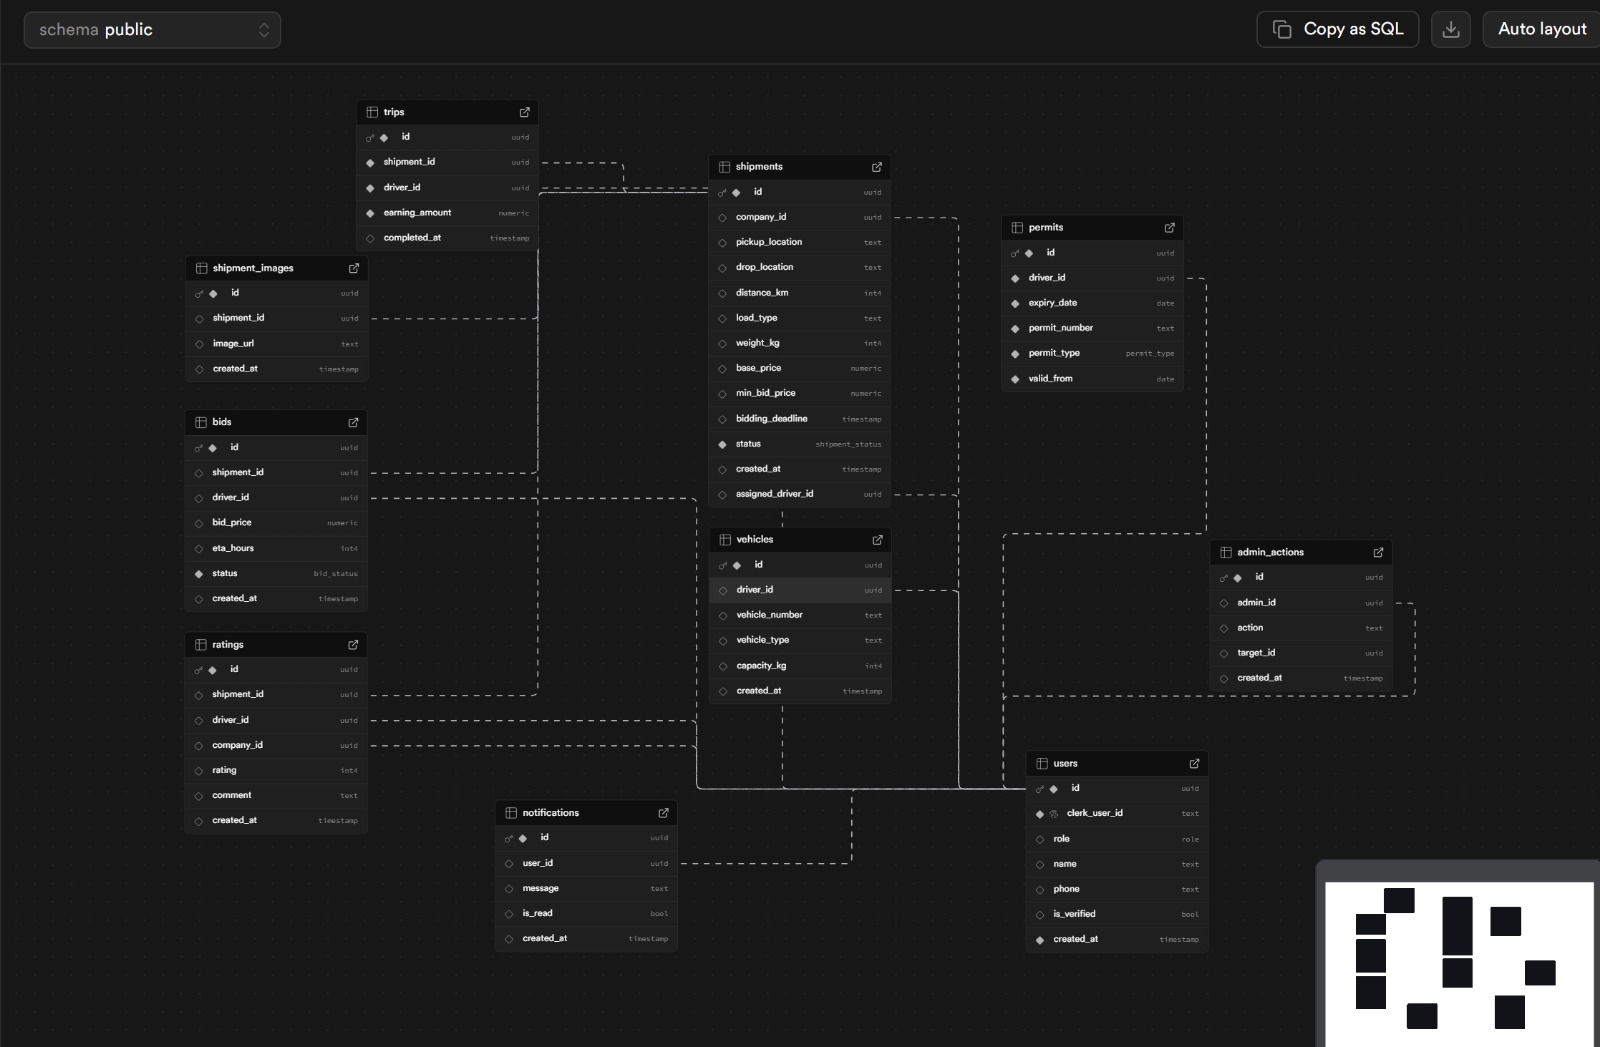 schema public
Copy as SQL
Auto layout
trips
id uuid
shipment_id uuid
driver_id uuid
earning_amount numeric
completed_at timestamp
shipment_images
id uuid
shipment_id uuid
image_url text
created_at timestamp
bids
id uuid
shipment_id uuid
driver_id uuid
bid_price numeric
eta_hours int4
status bid_status
created_at timestamp
ratings
id uuid
shipment_id uuid
driver_id uuid
company_id uuid
rating int4
comment text
created_at timestamp
notifications
id uuid
user_id uuid
message text
is_read bool
created_at timestamp
shipments
id uuid
company_id uuid
pickup_location text
drop_location text
distance_km int4
load_type text
weight_kg int4
base_price numeric
min_bid_price numeric
bidding_deadline timestamp
status shipment_status
created_at timestamp
assigned_driver_id uuid
vehicles
id uuid
driver_id uuid
vehicle_number text
vehicle_type text
capacity_kg int4
created_at timestamp
permits
id uuid
driver_id uuid
expiry_date date
permit_number text
permit_type permit_type
valid_from date
admin_actions
id uuid
admin_id uuid
action text
target_id uuid
created_at timestamp
users
id uuid
clerk_user_id text
role role
name text
phone text
is_verified bool
created_at timestamp